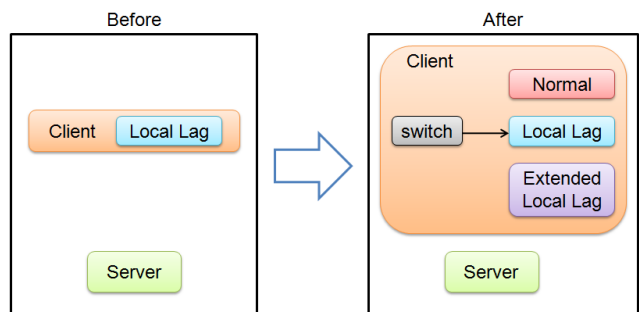 Before
Client
Local Lag
Server
After
Client
Normal
switch
Local Lag
Extended
Local Lag
Server